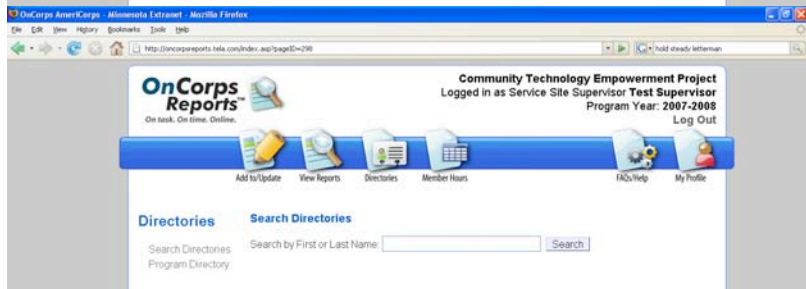 OnCorps AmeriCorps - Minnesota Extranet - Mozilla Firefox
File Edit View History Bookmarks Tools Help
http://oncorpsreports.tela.com/index.asp?pageID=298 hold steady letterman
OnCorps Reports™
On task. On time. Online.
Community Technology Empowerment Project
Logged in as Service Site Supervisor Test Supervisor
Program Year: 2007-2008
Log Out
Add to/Update View Reports Directories Member Hours FAQs/Help My Profile
Directories
Search Directories
Program Directory
Search Directories
Search by First or Last Name: Search